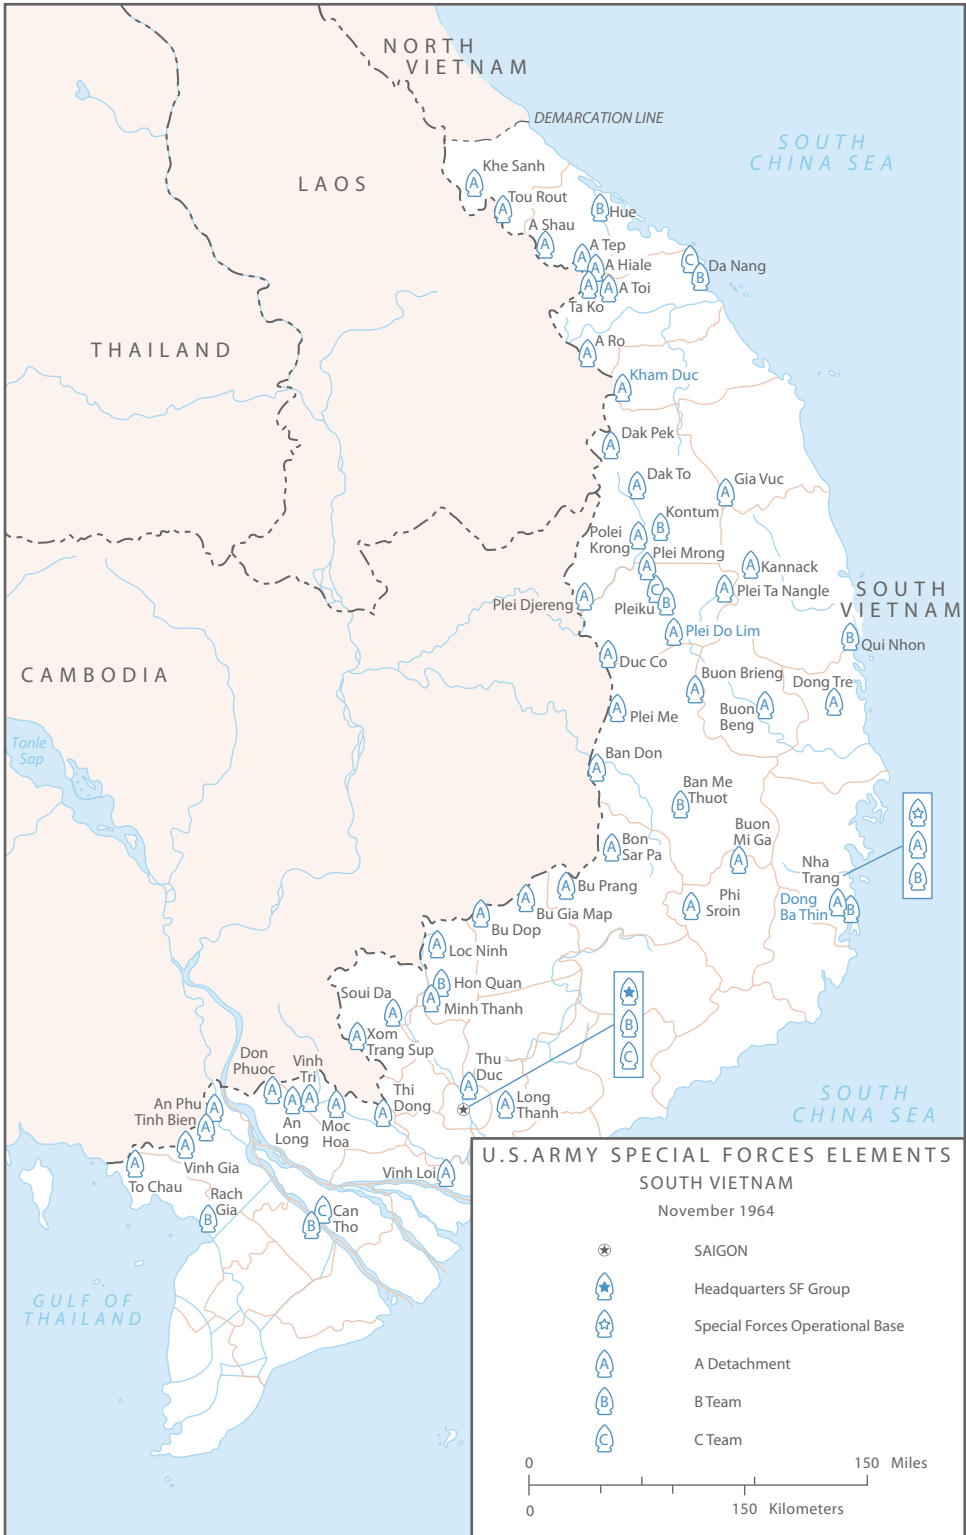 NORTH
VIETNAM
DEMARCATION LINE
SOUTH
CHINA SEA
LAOS
Khe Sanh
A
Tou Rout
A
B
Hue
A Shau
A
A Tep
A
A
A Hiale
C
B
Da Nang
A
A
A Toi
Ta Ko
THAILAND
A Ro
A
Kham Duc
A
Dak Pek
A
Dak To
A
Gia Vuc
A
Kontum
B
Polei
Krong
A
Plei Mrong
A
A
Kannack
Plei Djereng
A
C
B
Pleiku
A
Plei Ta Nangle
SOUTH
VIETNAM
A
Plei Do Lim
B
Qui Nhon
A
Duc Co
CAMBODIA
Buon Brieng
A
Dong Tre
A
A
Plei Me
Buon
Beng
A
Tonle
Sap
Ban Don
A
Ban Me
Thuot
B
A
B
Bon
Sar Pa
A
Buon
Mi Ga
A
Nha
Trang
A
Bu Prang
Phi
Sroin
A
Dong
Ba Thin
A
B
A
Bu Gia Map
A
Bu Dop
A
Loc Ninh
B
Hon Quan
A
Minh Thanh
Soui Da
A
B
C
A
Xom
Trang Sup
Don
Phuoc
A
Vinh
Tri
A
A
An
Long
A
Moc
Hoa
Thi
Dong
A
Thu
Duc
A
A
Long
Thanh
An Phu
A
Tinh Bien
A
A
Vinh Gia
A
To Chau
Vinh Loi
A
Rach
Gia
B
C
B
Can
Tho
SOUTH
CHINA SEA
GULF OF
THAILAND
U.S.ARMY SPECIAL FORCES ELEMENTS
SOUTH VIETNAM
November 1964
SAIGON
Headquarters SF Group
Special Forces Operational Base
A A Detachment
B B Team
C C Team
0 150 Miles
0 150 Kilometers